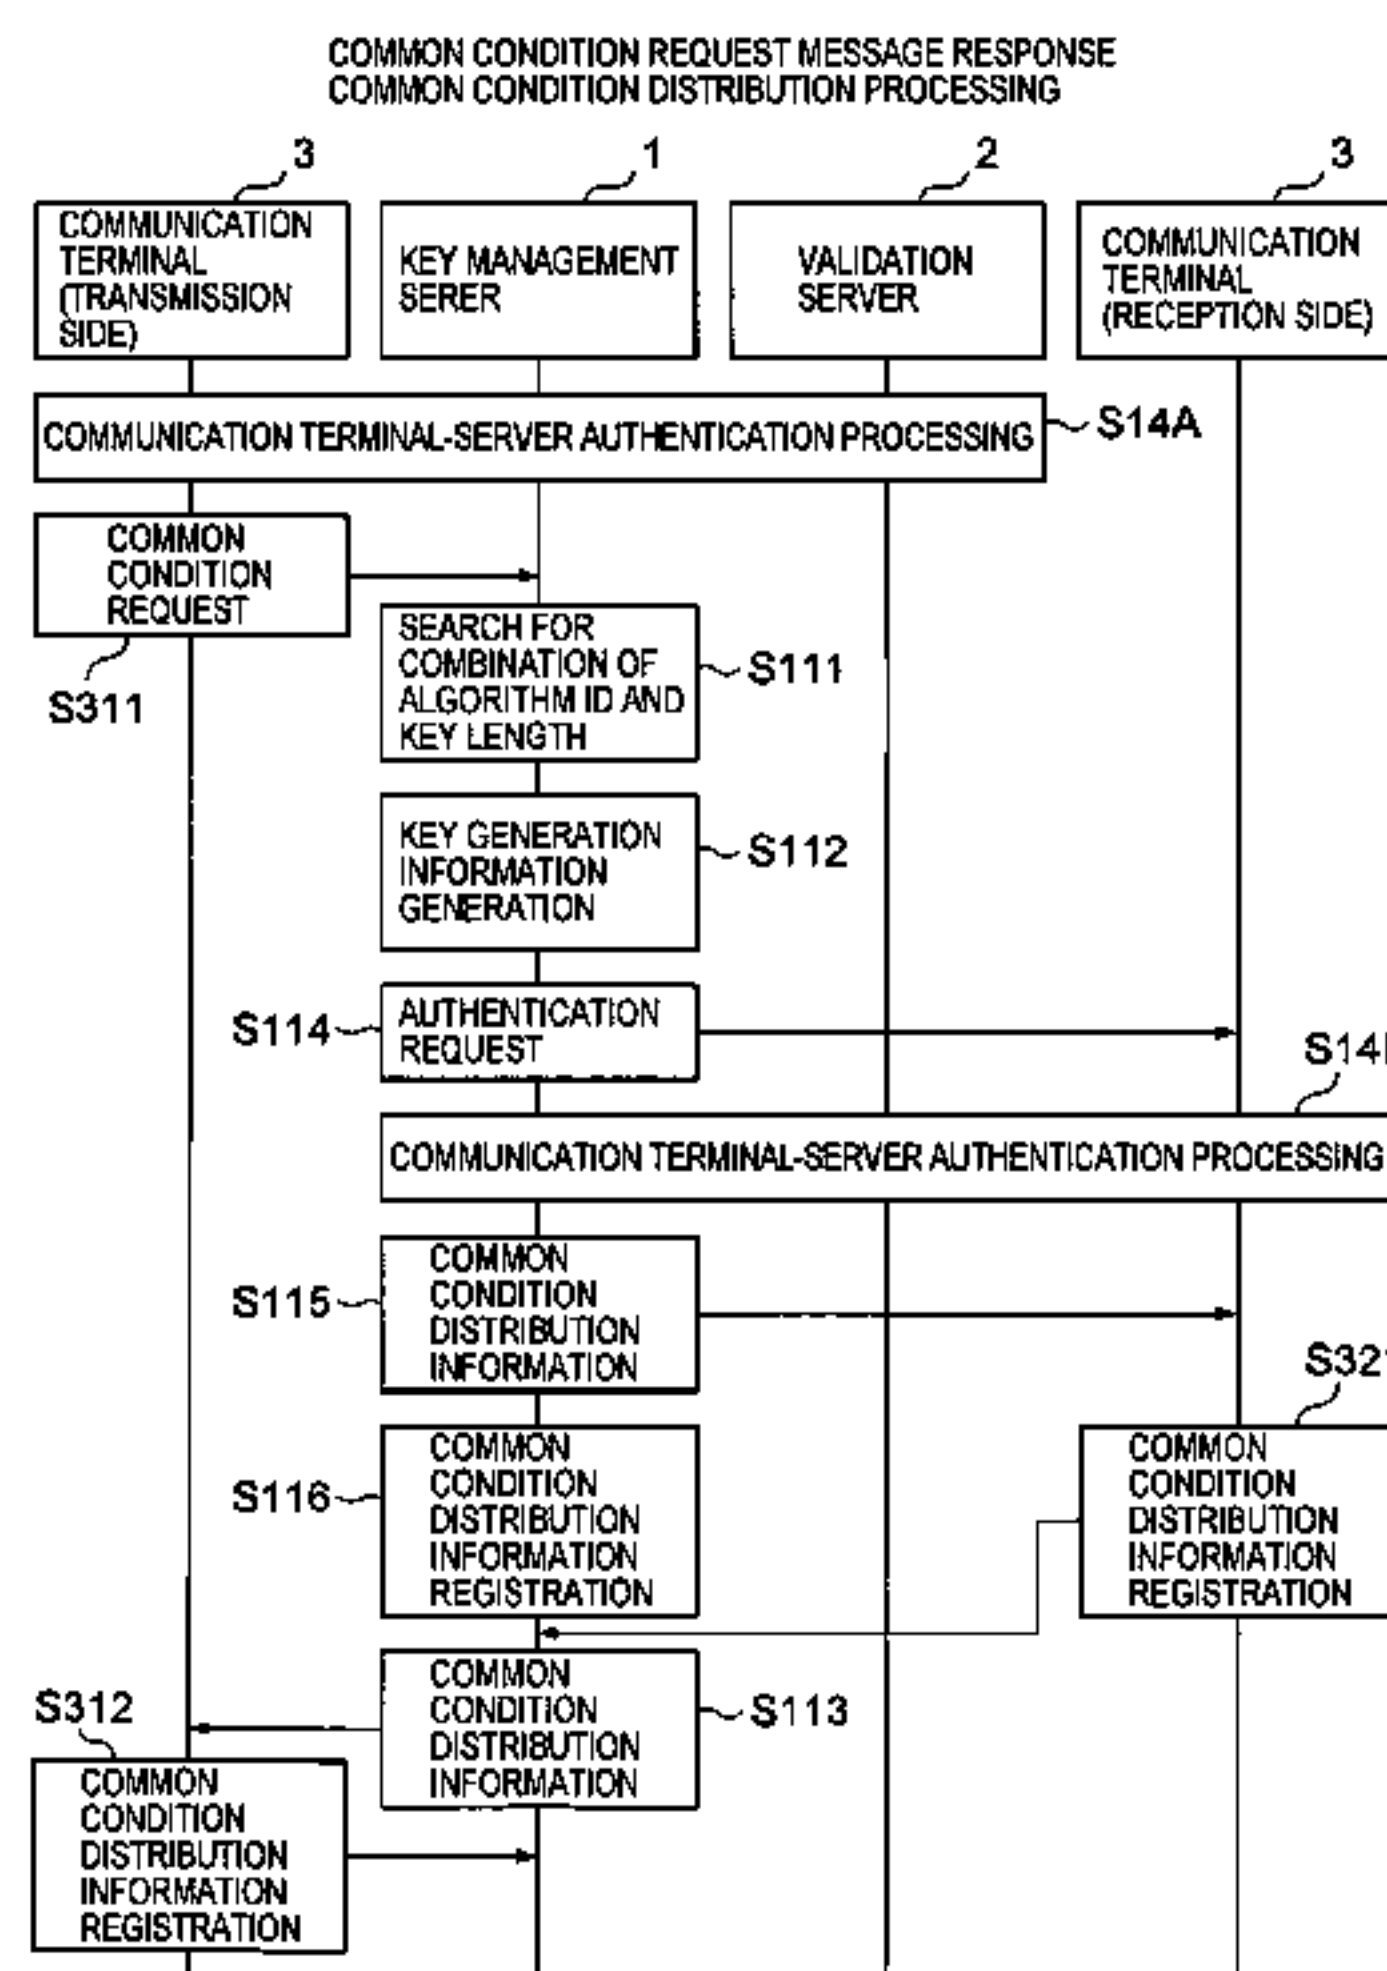 COMMON CONDITION REQUEST MESSAGE RESPONSE
COMMON CONDITION DISTRIBUTION PROCESSING
3
1
2
3
COMMUNICATION
TERMINAL
(TRANSMISSION
SIDE)
KEY MANAGEMENT
SERER
VALIDATION
SERVER
COMMUNICATION
TERMINAL
(RECEPTION SIDE)
COMMUNICATION TERMINAL-SERVER AUTHENTICATION PROCESSING
S14A
COMMON
CONDITION
REQUEST
S311
SEARCH FOR
COMBINATION OF
ALGORITHM ID AND
KEY LENGTH
S111
KEY GENERATION
INFORMATION
GENERATION
S112
S114
AUTHENTICATION
REQUEST
COMMUNICATION TERMINAL-SERVER AUTHENTICATION PROCESSING
S115
COMMON
CONDITION
DISTRIBUTION
INFORMATION
S116
COMMON
CONDITION
DISTRIBUTION
INFORMATION
REGISTRATION
COMMON
CONDITION
DISTRIBUTION
INFORMATION
REGISTRATION
COMMON
CONDITION
DISTRIBUTION
INFORMATION
S113
S312
COMMON
CONDITION
DISTRIBUTION
INFORMATION
REGISTRATION